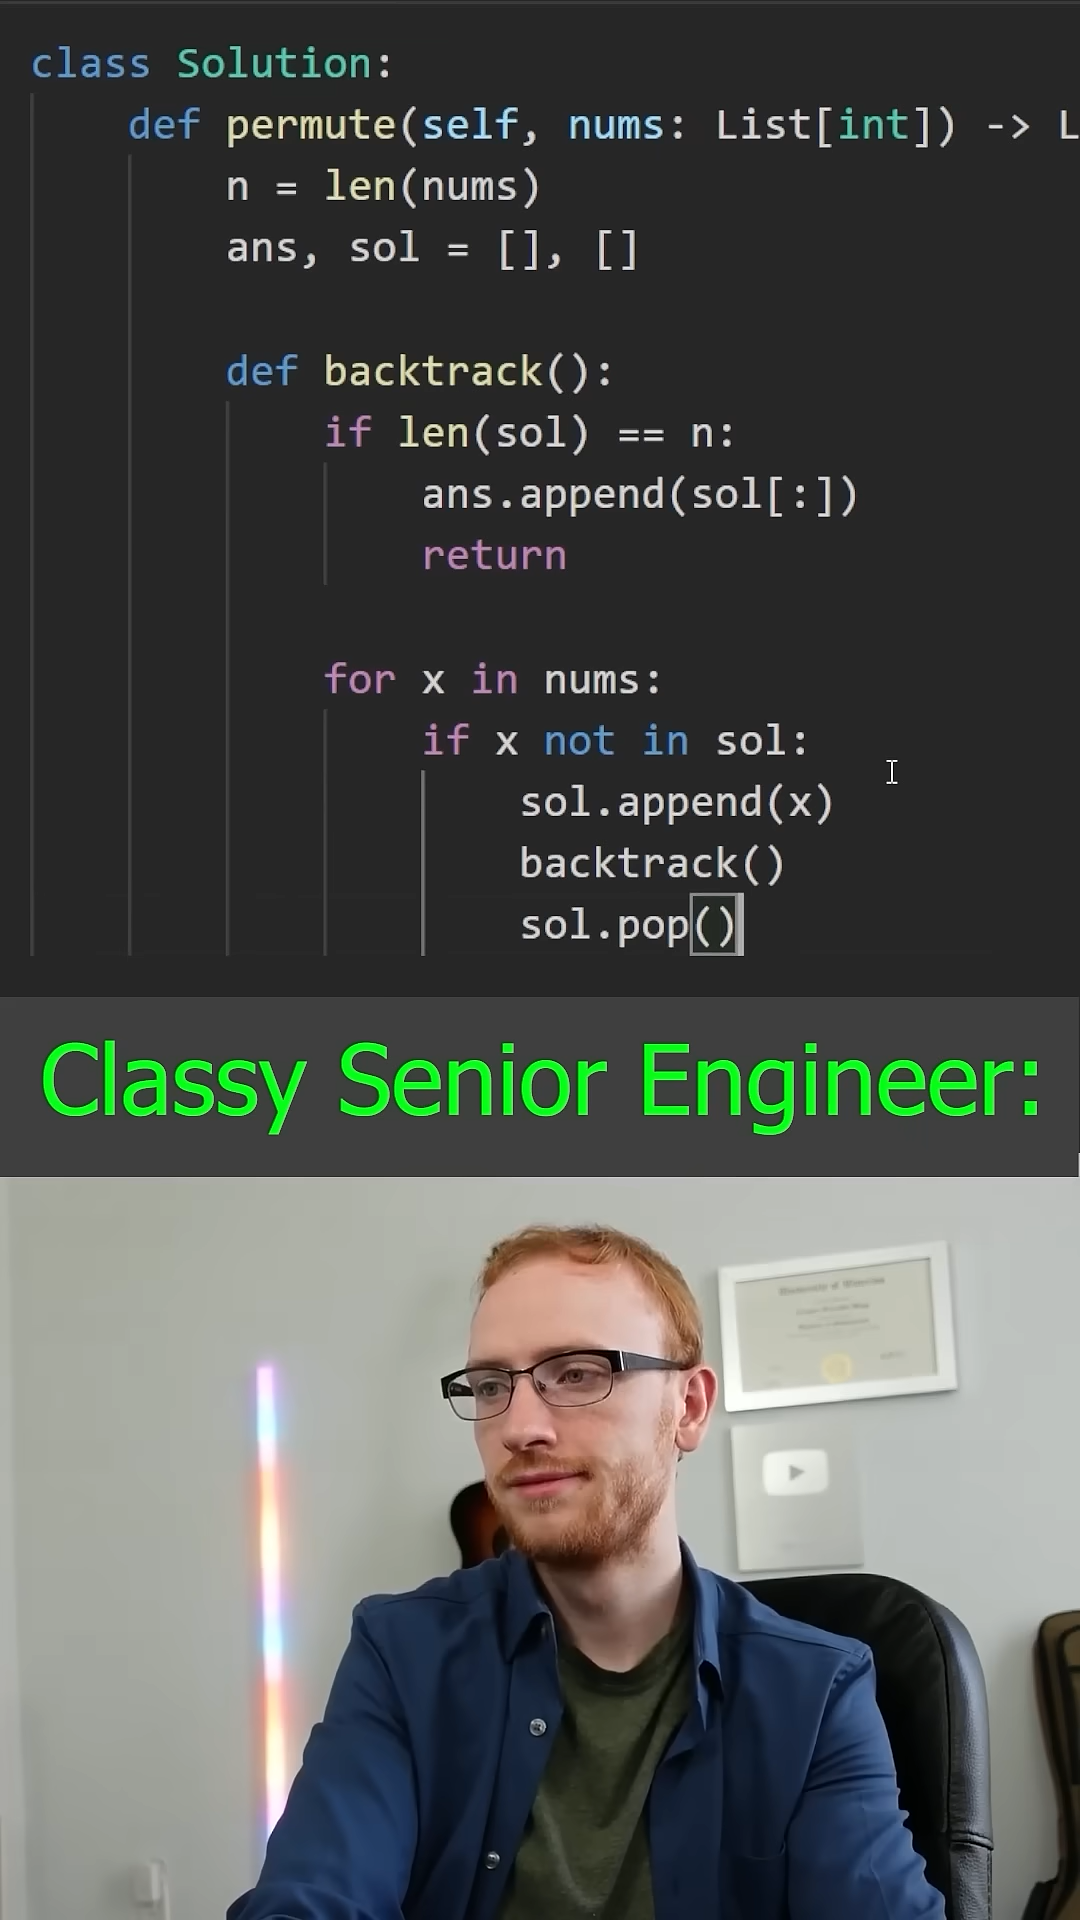 class Solution:
def permute(self, nums: List[int]) -> L
n = len(nums)
ans, sol = [], []
def backtrack():
if len(sol) == n:
ans.append(sol[:])
return
for x in nums:
if x not in sol:
sol.append(x)
backtrack()
sol.pop()
Classy Senior Engineer: